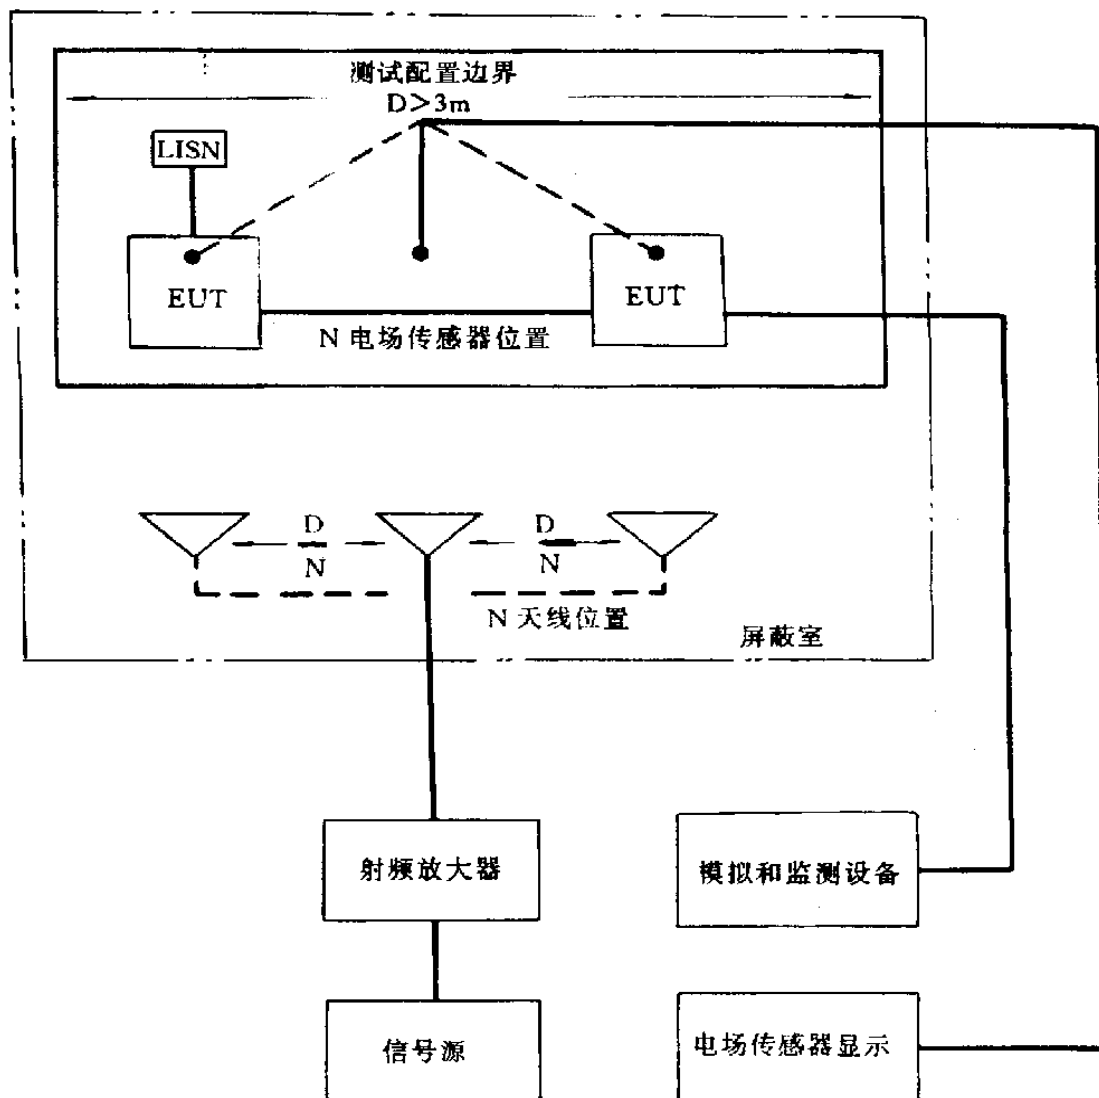 测试配置边界
D>3m
LISN
EUT
EUT
N 电场传感器位置
D
N
D
N
N 天线位置
屏蔽室
射频放大器
模拟和监测设备
信号源
电场传感器显示